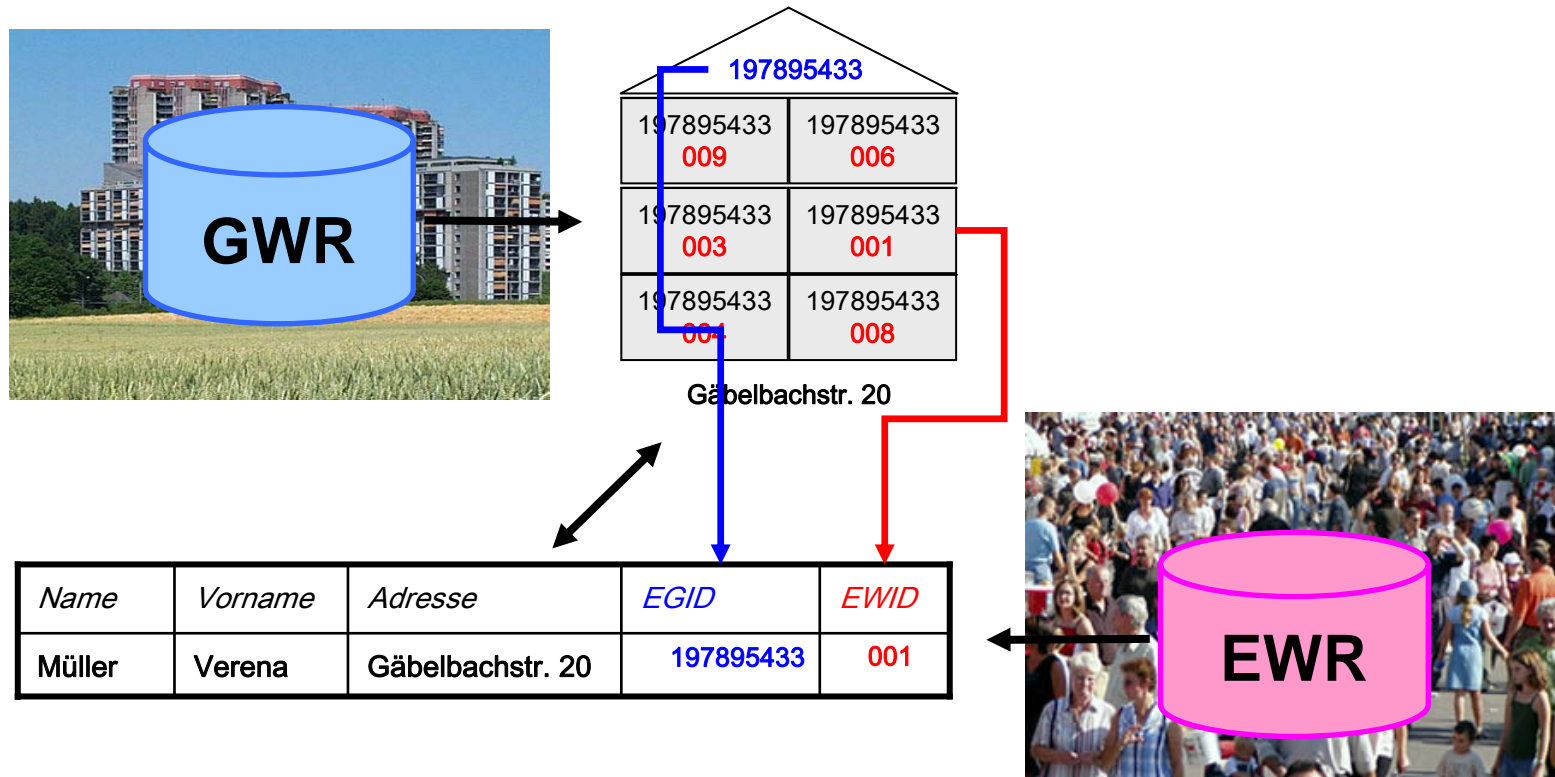 GWR
197895433
197895433 197895433
009 006
197895433 197895433
003 001
197895433 197895433
004 008
Gäbelbachstr. 20
Name Vorname Adresse EGID EWID
Müller Verena Gäbelbachstr. 20 197895433 001
EWR